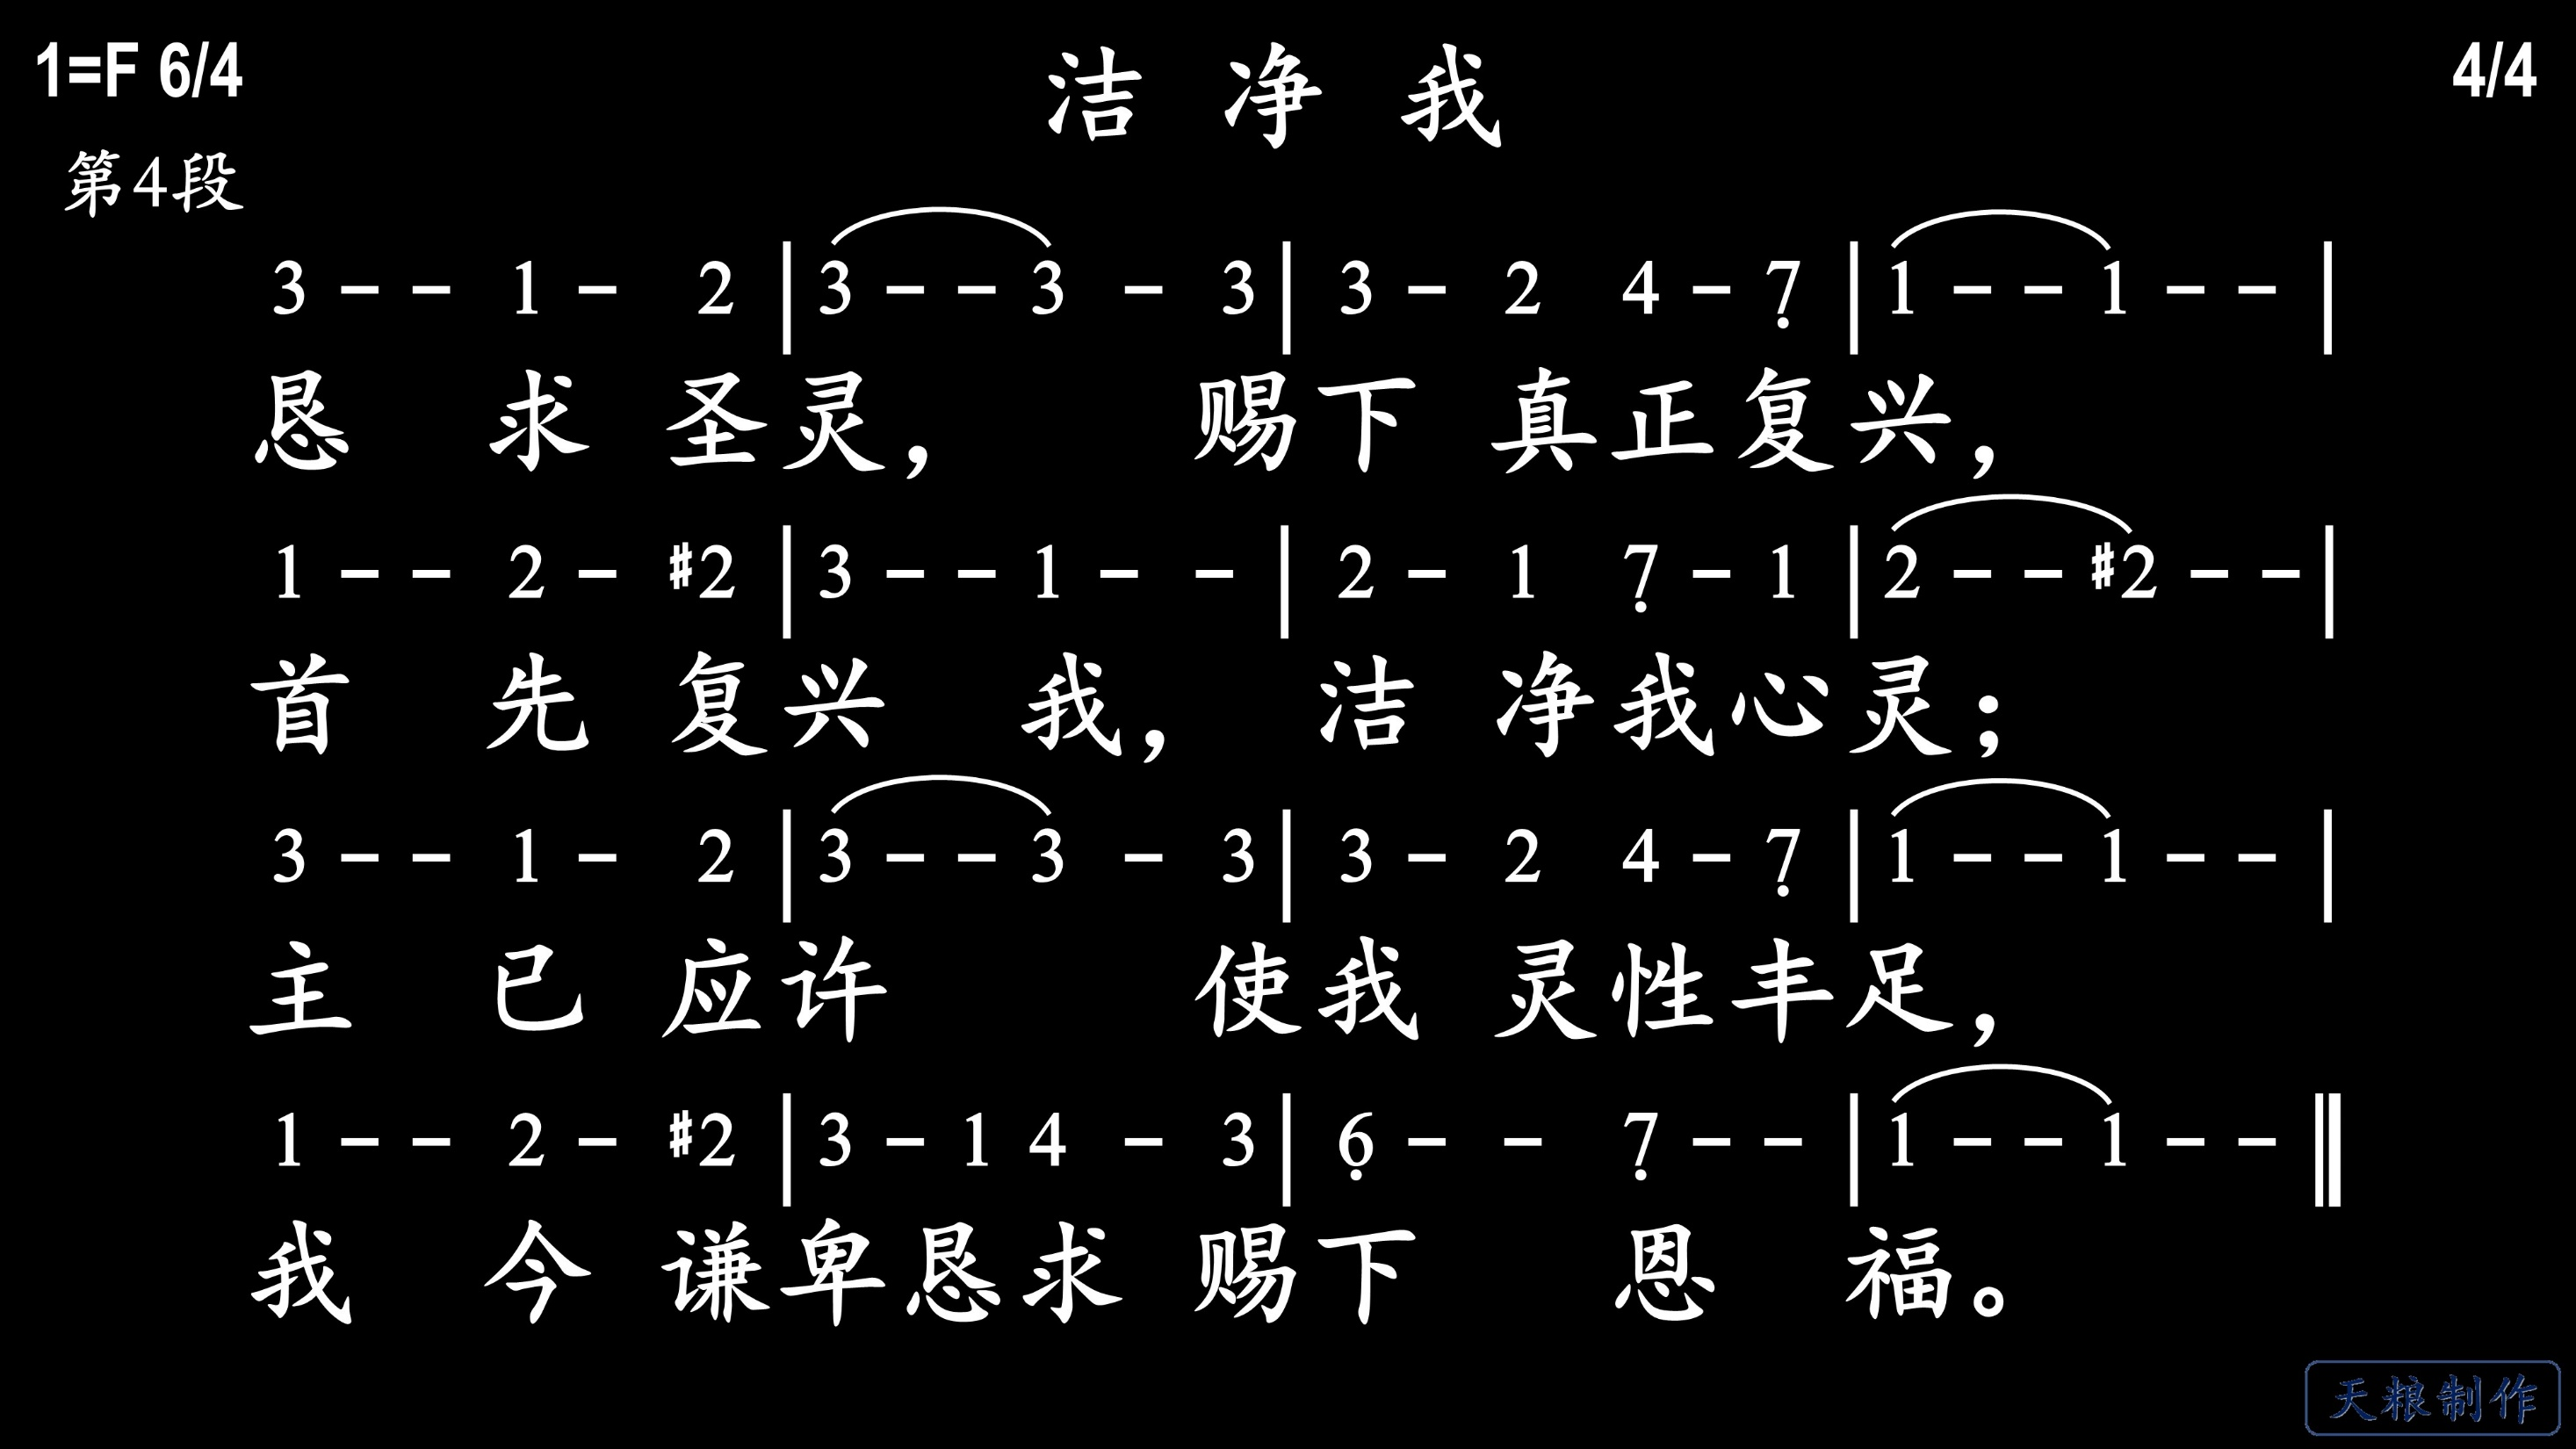 1=F 6/4 洁 净 我 4/4
第4段
3 - - 1 - 2 | 3 - - 3 - 3 | 3 - 2 4 - 7̣ | 1 - - 1 - - |
恳 求 圣灵， 赐下 真正复兴，
1 - - 2 - #2 | 3 - - 1 - - | 2 - 1 7̣ - 1 | 2 - - #2 - - |
首 先 复兴 我， 洁 净我心灵；
3 - - 1 - 2 | 3 - - 3 - 3 | 3 - 2 4 - 7̣ | 1 - - 1 - - |
主 已 应许 使我 灵性丰足，
1 - - 2 - #2 | 3 - 1 4 - 3 | 6̣ - - 7̣ - - | 1 - - 1 - - ‖
我 今 谦卑恳求 赐下 恩 福。
天粮制作